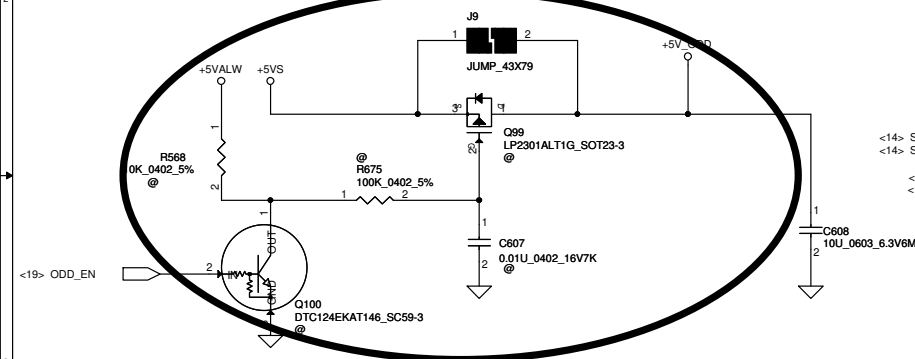 J9
1
2
JUMP_43X79
+5VALW
+5VS
+5V_ODD
3
S
D
1
Q99
LP2301ALT1G_SOT23-3
@
G
2
<14> S
<14> S
<
<
1
R568
0K_0402_5%
@
2
@
R675
100K_0402_5%
1
2
1
OUT
1
C607
0.01U_0402_16V7K
@
2
1
C608
10U_0603_6.3V6M
2
<19> ODD_EN
2
IN
GND
Q100
DTC124EKAT146_SC59-3
@